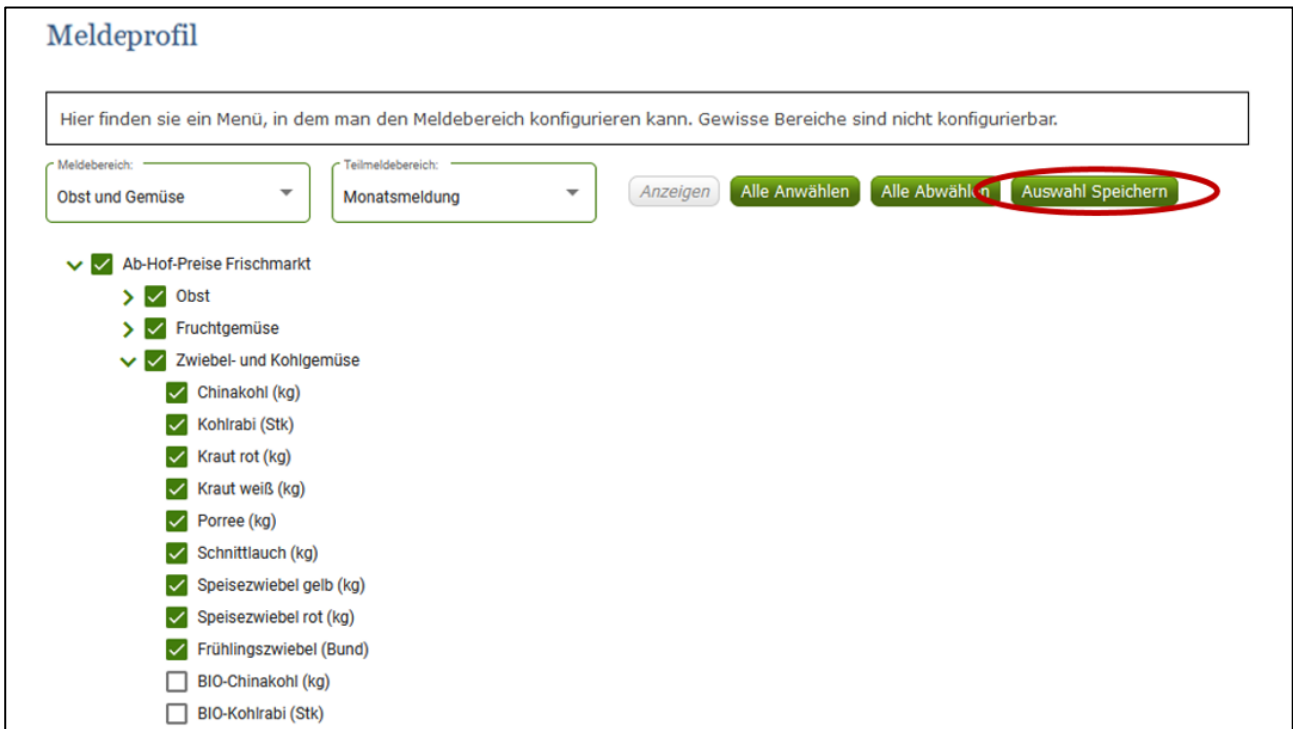 Meldeprofil
Hier finden sie ein Menü, in dem man den Meldebereich konfigurieren kann. Gewisse Bereiche sind nicht konfigurierbar.
Meldebereich: Teilmeldebereich:
Obst und Gemüse Monatsmeldung Anzeigen Alle Anwählen Alle Abwählen Auswahl Speichern
Ab-Hof-Preise Frischmarkt
Obst
Fruchtgemüse
Zwiebel- und Kohlgemüse
Chinakohl (kg)
Kohlrabi (Stk)
Kraut rot (kg)
Kraut weiß (kg)
Porree (kg)
Schnittlauch (kg)
Speisezwiebel gelb (kg)
Speisezwiebel rot (kg)
Frühlingszwiebel (Bund)
BIO-Chinakohl (kg)
BIO-Kohlrabi (Stk)